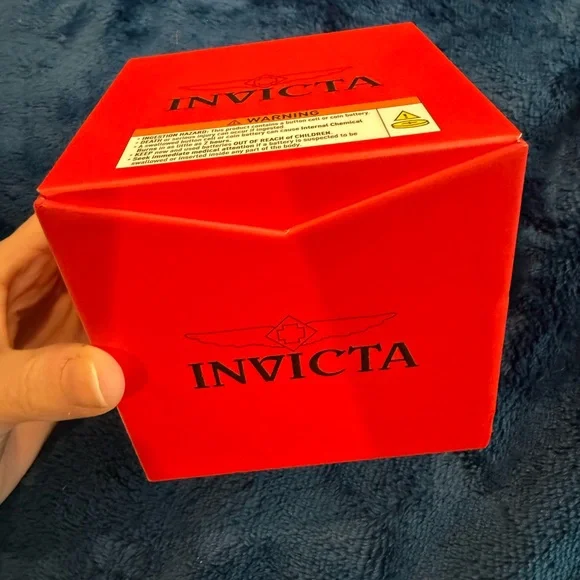 INVICTA
WARNING
• INGESTION HAZARD: This product contains a button cell or coin battery.
• DEATH or serious injury can occur if ingested.
• A swallowed button cell or coin battery can cause Internal Chemical
Burns in as little as 2 hours.
• KEEP new and used batteries OUT OF REACH of CHILDREN.
• Seek immediate medical attention if a battery is suspected to be
swallowed or inserted inside any part of the body.
INVICTA